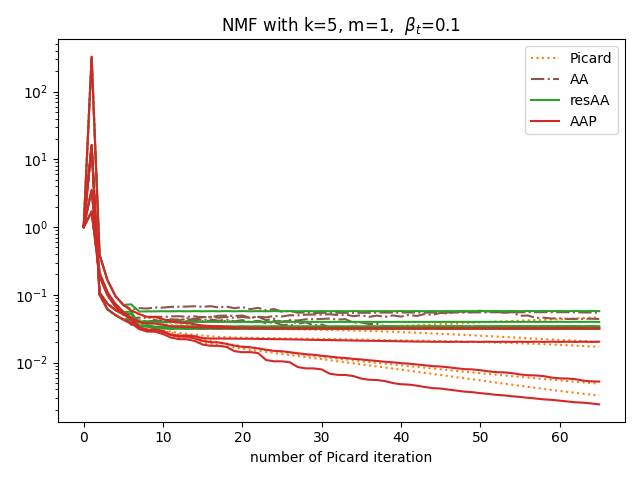 NMF with k=5, m=1, β_t=0.1
Picard
AA
resAA
AAP
10^2
10^1
10^0
10^−1
10^−2
0 10 20 30 40 50 60
number of Picard iteration